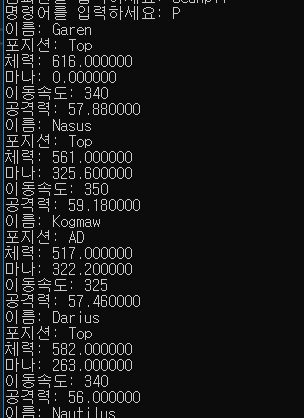 명령어를 입력하세요: P
이름: Garen
포지션: Top
체력: 616.000000
마나: 0.000000
이동속도: 340
공격력: 57.880000
이름: Nasus
포지션: Top
체력: 561.000000
마나: 325.600000
이동속도: 350
공격력: 59.180000
이름: Kogmaw
포지션: AD
체력: 517.000000
마나: 322.200000
이동속도: 325
공격력: 57.460000
이름: Darius
포지션: Top
체력: 582.000000
마나: 263.000000
이동속도: 340
공격력: 56.000000
이름: Nautilus